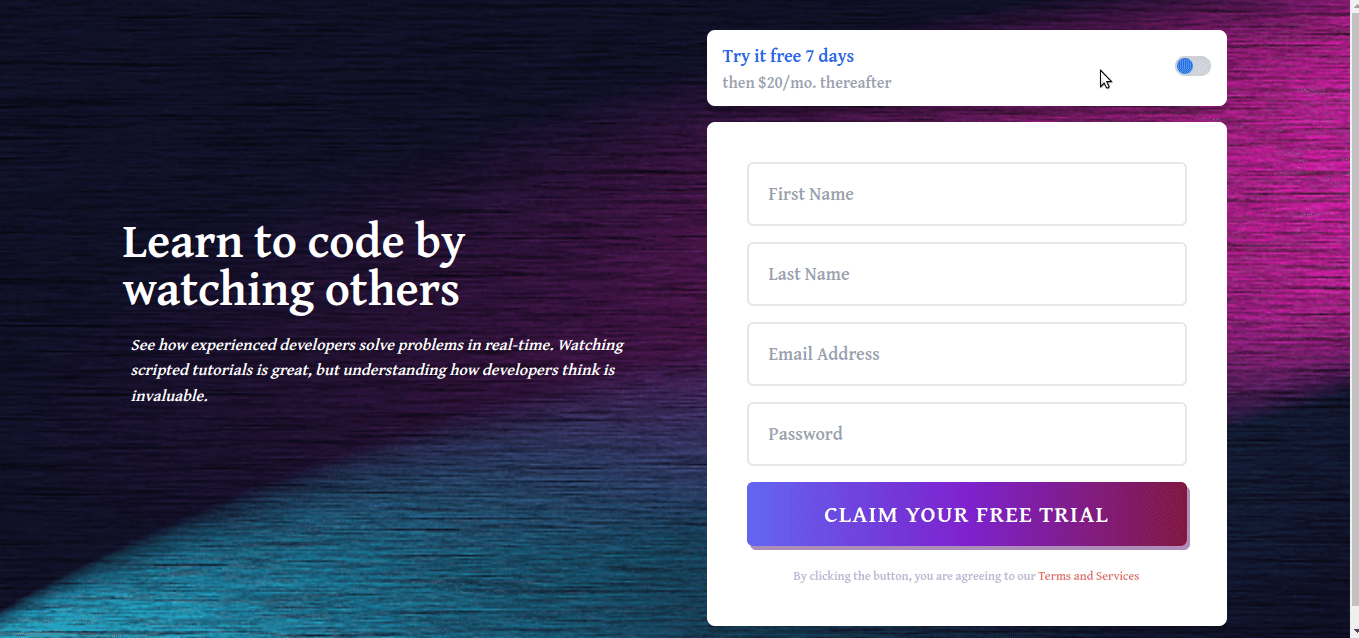 Try it free 7 days
then $20/mo. thereafter
Learn to code by
watching others
See how experienced developers solve problems in real-time. Watching
scripted tutorials is great, but understanding how developers think is
invaluable.
First Name
Last Name
Email Address
Password
CLAIM YOUR FREE TRIAL
By clicking the button, you are agreeing to our Terms and Services